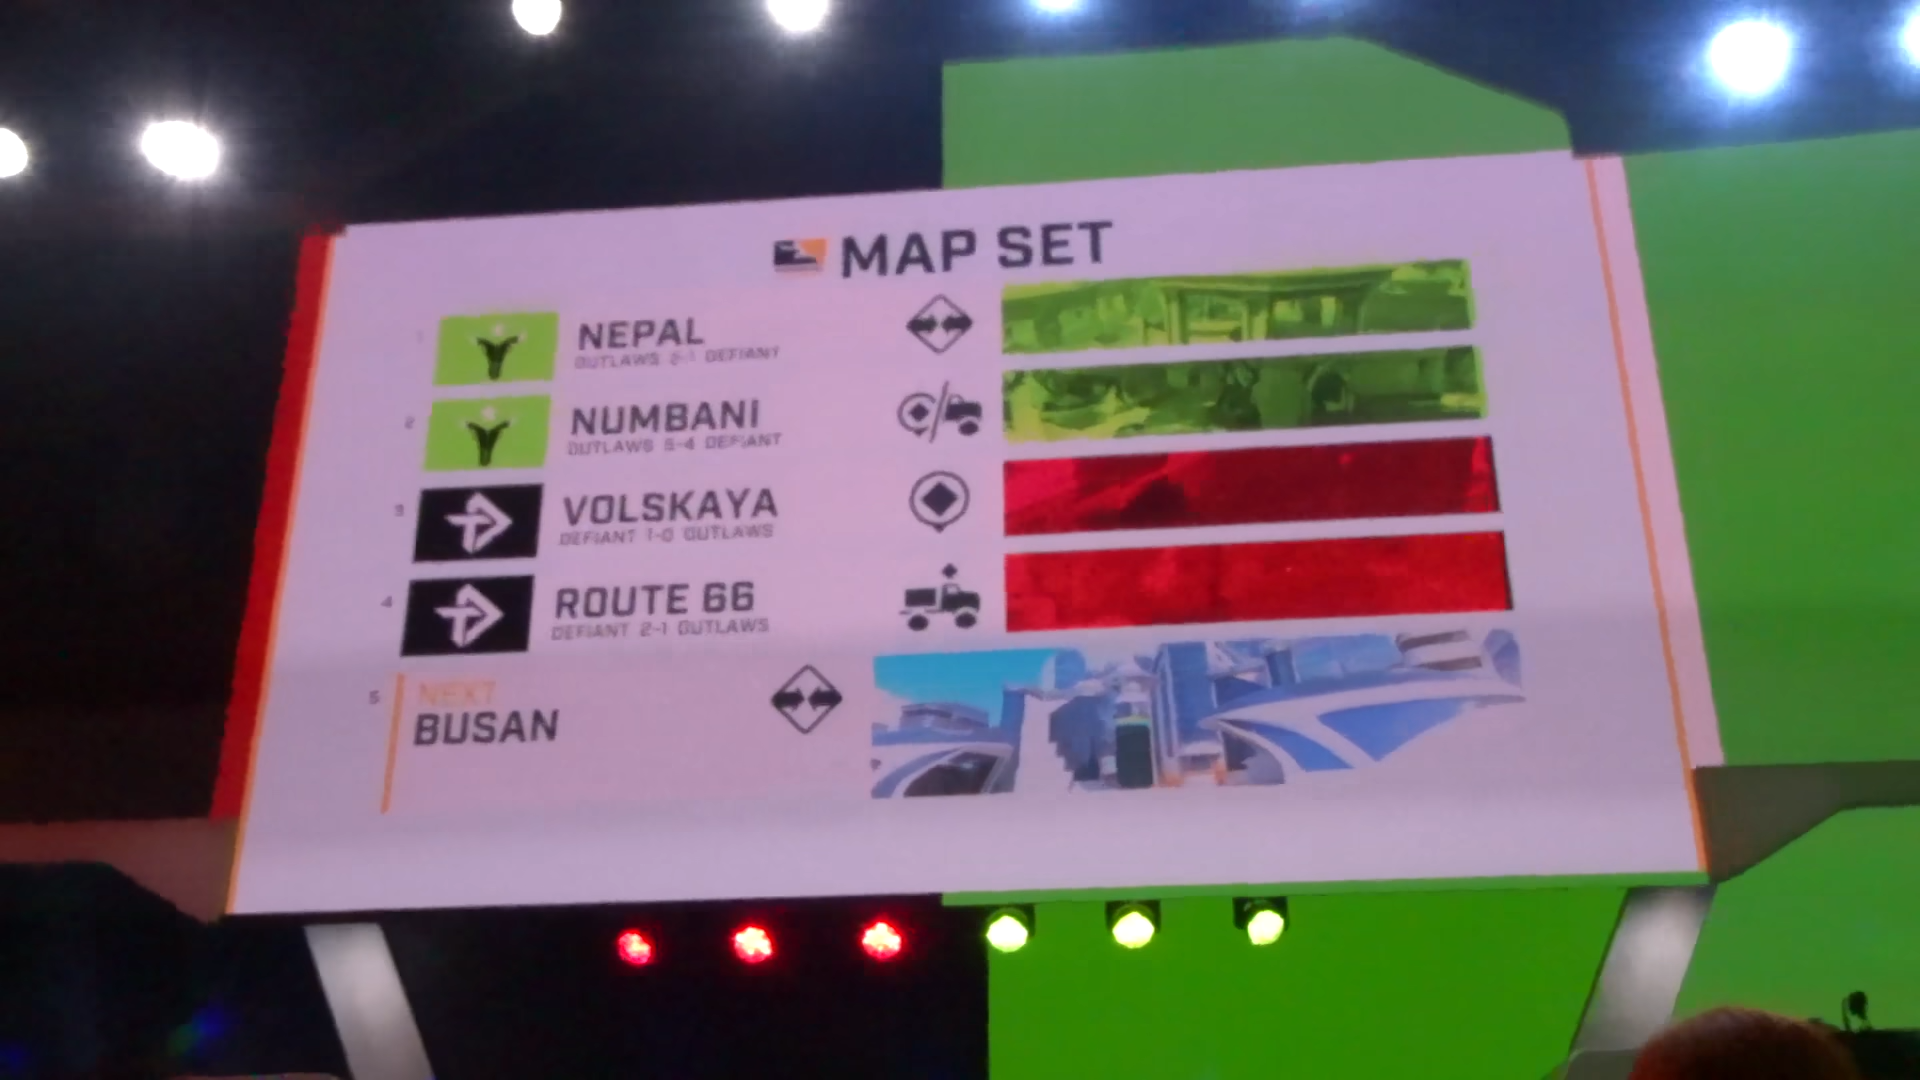 MAP SET
1
NEPAL
OUTLAWS 2-1 DEFIANT
2
NUMBANI
OUTLAWS 5-4 DEFIANT
3
VOLSKAYA
DEFIANT 1-0 OUTLAWS
4
ROUTE 66
DEFIANT 2-1 OUTLAWS
5
NEXT
BUSAN